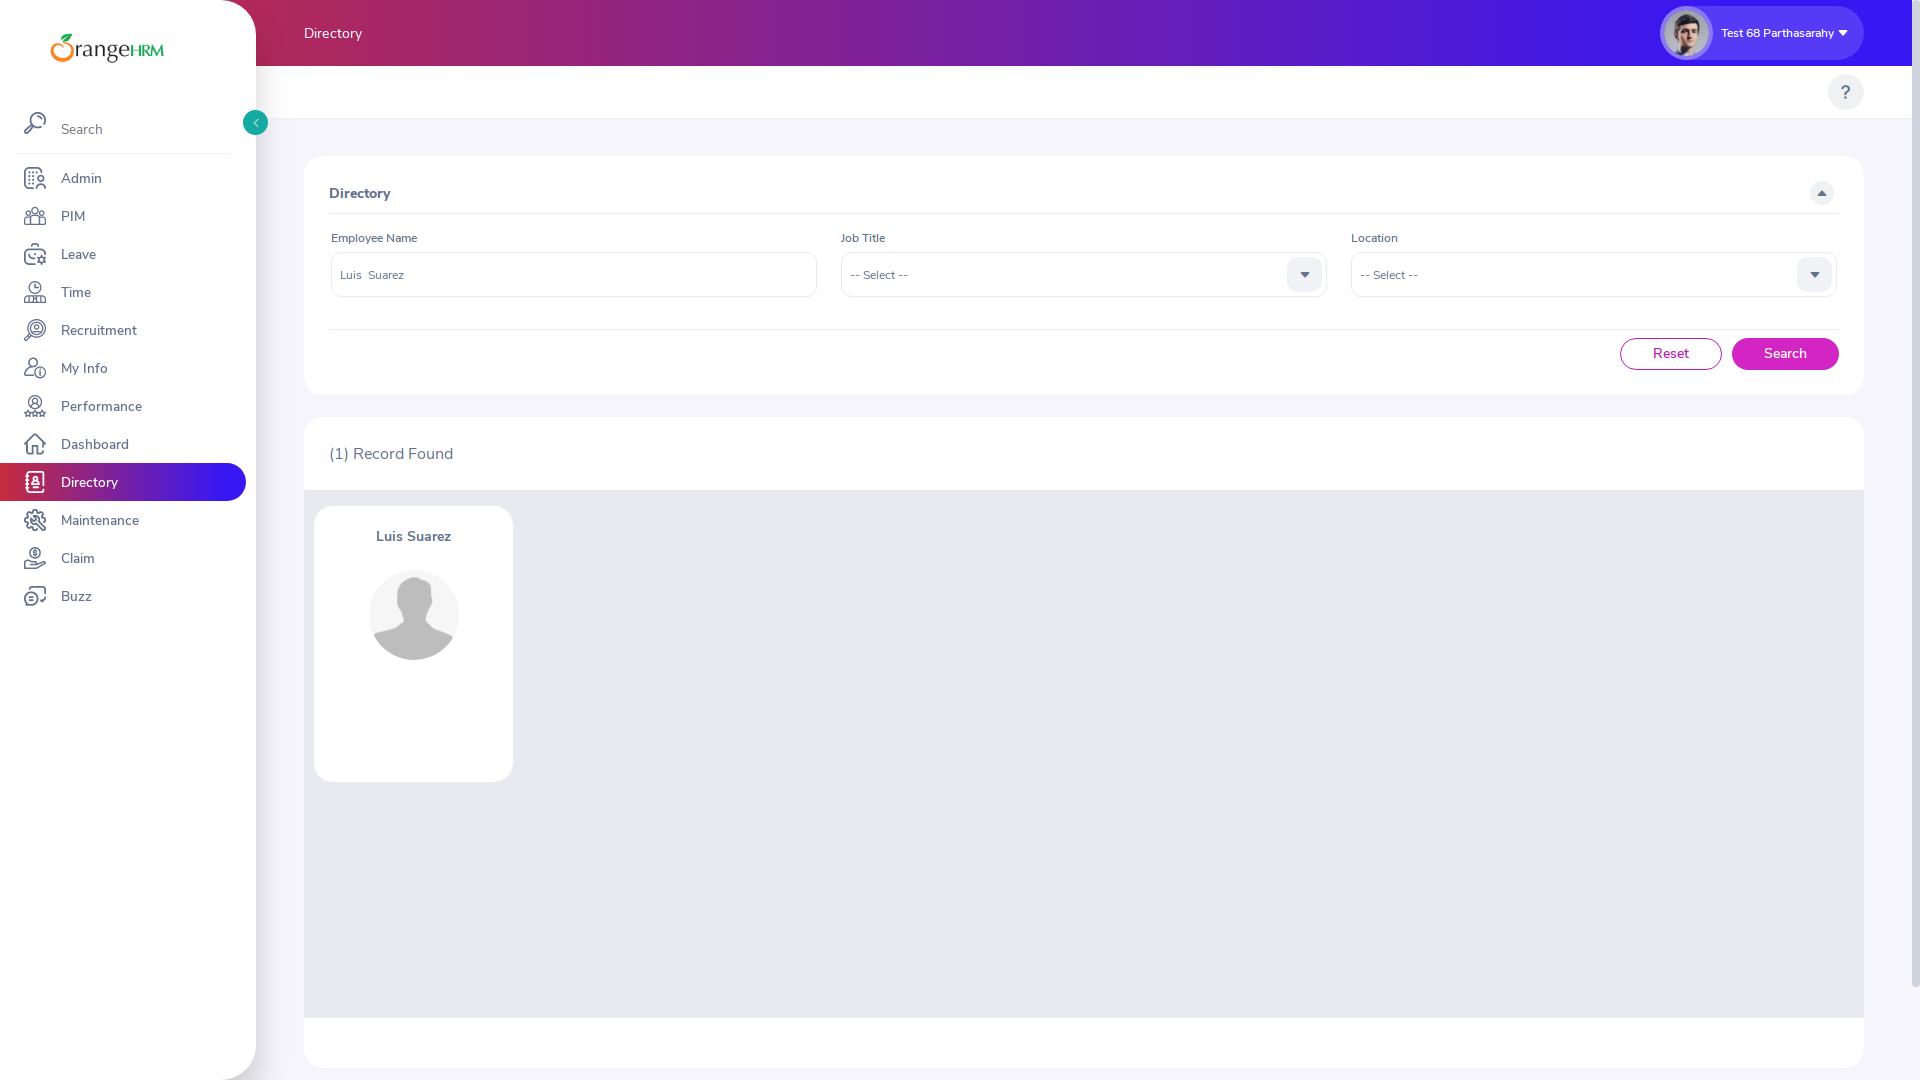 OrangeHRM
Search
Admin
PIM
Leave
Time
Recruitment
My Info
Performance
Dashboard
Directory
Maintenance
Claim
Buzz
Directory
Test 68 Parthasarahy
?
Directory
Employee Name
Luis  Suarez
Job Title
-- Select --
Location
-- Select --
Reset
Search
(1) Record Found
Luis Suarez